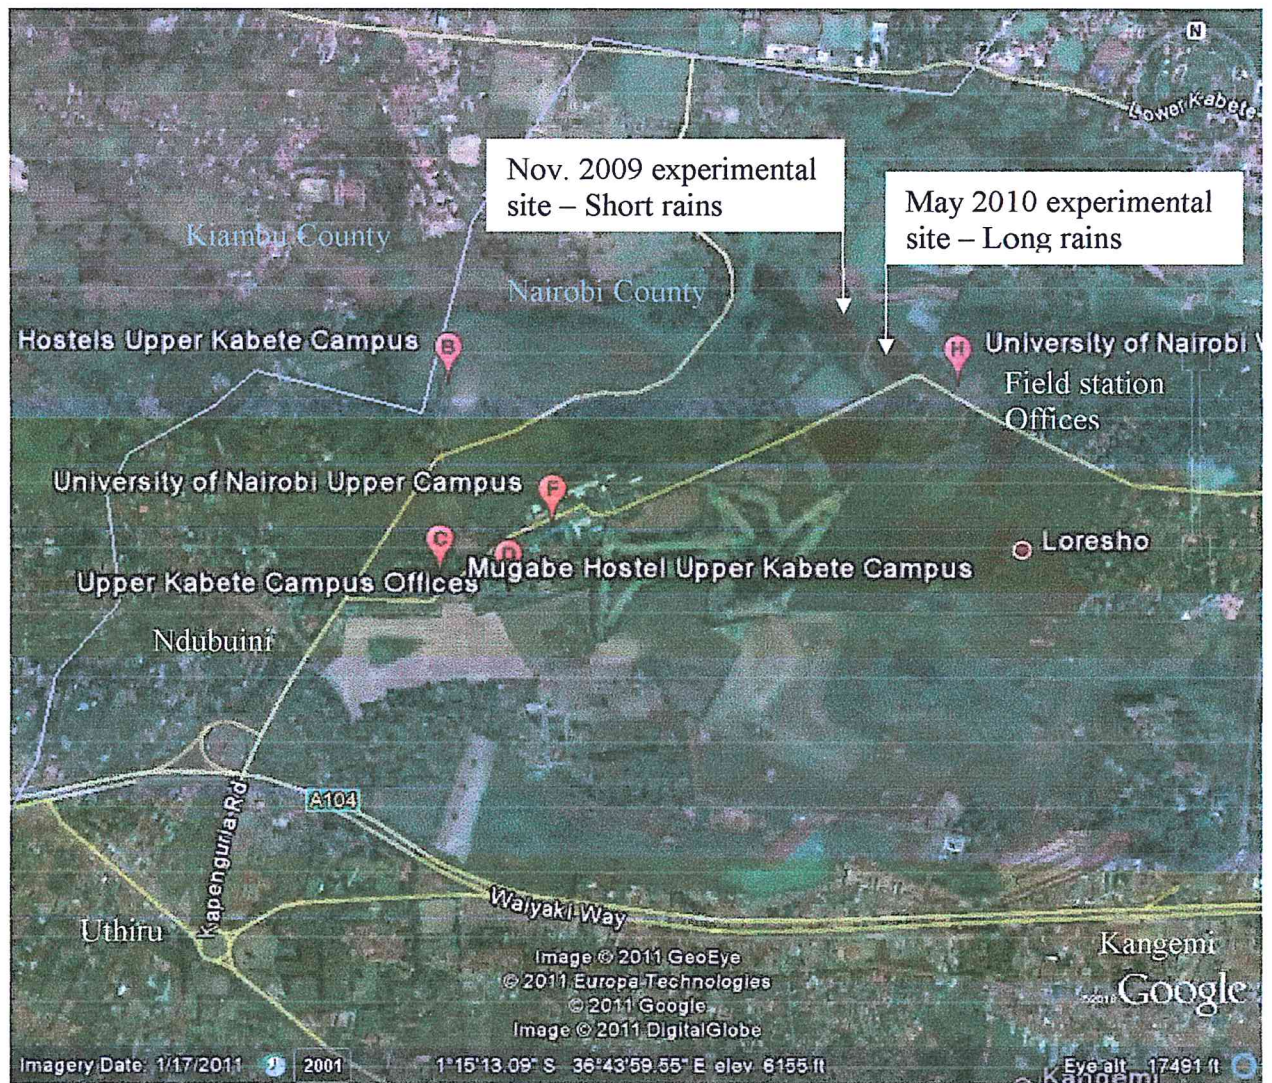 N
Lower Kabete
Nov. 2009 experimental
site – Short rains
May 2010 experimental
site – Long rains
Kiambu County
Nairobi County
Hostels Upper Kabete Campus
B
H
University of Nairobi V
Field station
Offices
University of Nairobi Upper Campus
F
C
D
Loresho
Upper Kabete Campus Offices
Mugabe Hostel Upper Kabete Campus
Ndubuini
A104
Kapenguria Rd
Waiyaki Way
Uthiru
Kangemi
Image © 2011 GeoEye
© 2011 Europa Technologies
© 2011 Google
Image © 2011 DigitalGlobe
Google
Imagery Date: 1/17/2011
2001
1°15'13.09" S 36°43'59.55" E elev 6155 ft
Eye alt 17491 ft
Kangemi